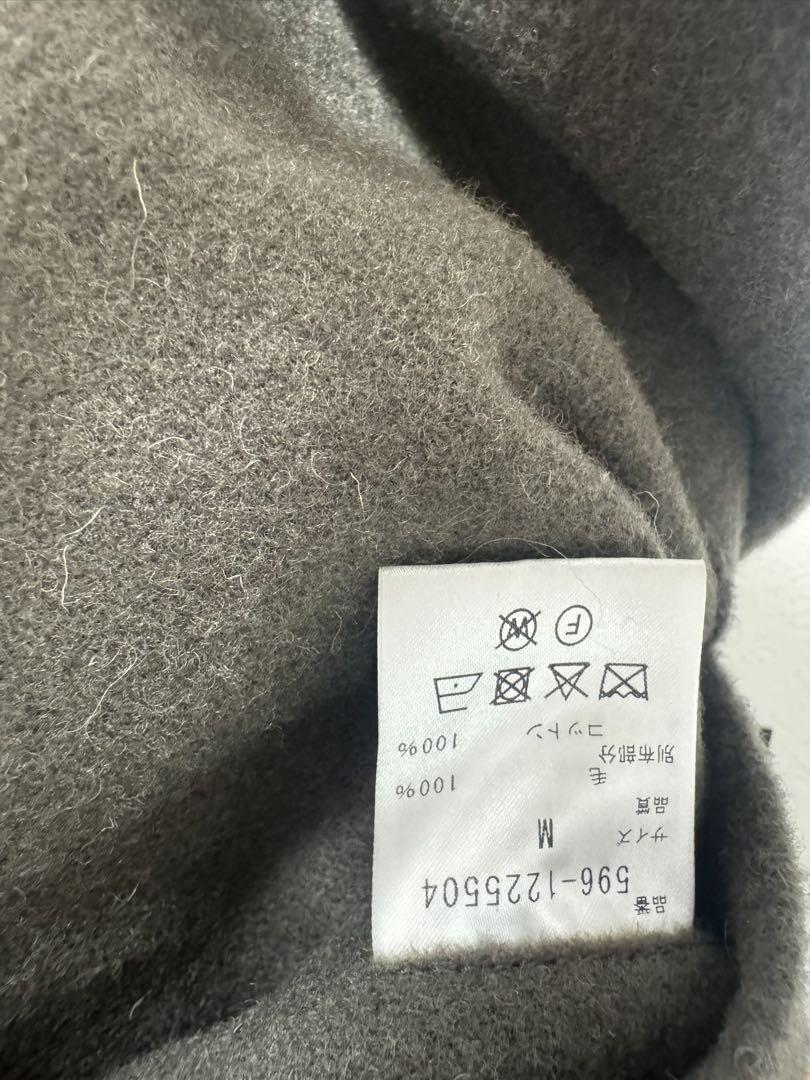 品番
596-1225504
サイズ
M
品質
毛 100%
別布部分
コットン 100%
F W